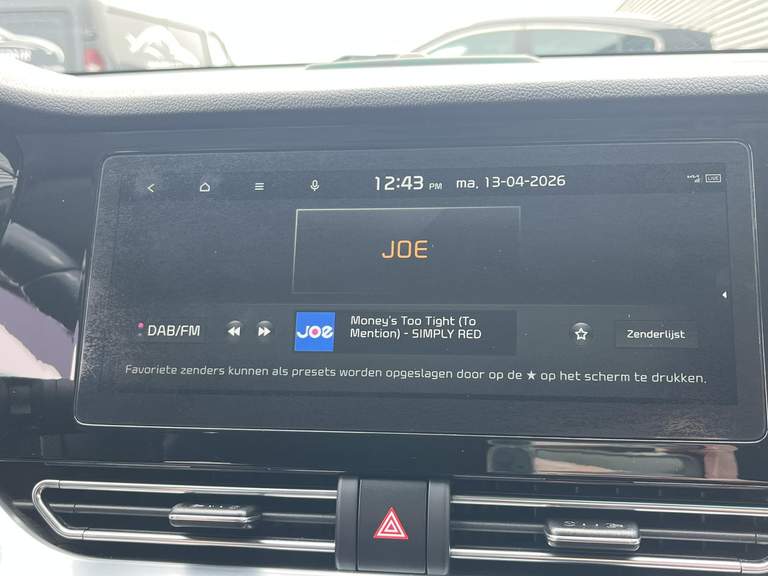 12:43 PM ma. 13-04-2026
LIVE
JOE
DAB/FM
Joe
Money's Too Tight (To
Mention) - SIMPLY RED
Zenderlijst
Favoriete zenders kunnen als presets worden opgeslagen door op de ★ op het scherm te drukken.